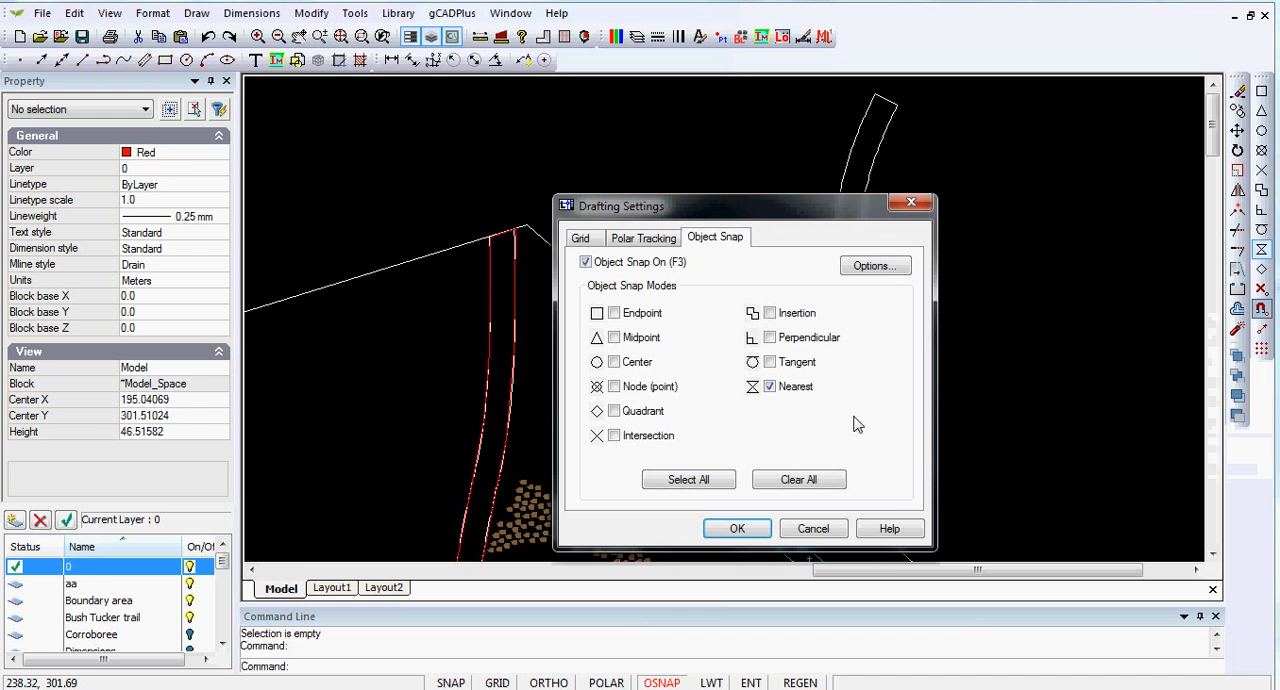 File Edit View Format Draw Dimensions Modify Tools Library gCADPlus Window Help
Property
No selection
General
Color Red
Layer 0
Linetype ByLayer
Linetype scale 1.0
Lineweight 0.25 mm
Text style Standard
Dimension style Standard
Mline style Drain
Units Meters
Block base X 0.0
Block base Y 0.0
Block base Z 0.0
View
Name Model
Block *Model_Space
Center X 195.04069
Center Y 301.51024
Height 46.51582
Current Layer : 0
Status Name On/Of
0
aa
Boundary area
Bush Tucker trail
Corroboree
Drafting Settings
Grid Polar Tracking Object Snap
Object Snap On (F3) Options...
Object Snap Modes
Endpoint Insertion
Midpoint Perpendicular
Center Tangent
Node (point) Nearest
Quadrant
Intersection
Select All Clear All
OK Cancel Help
Model Layout1 Layout2
Command Line
Selection is empty
Command:
Command:
238.32, 301.69 SNAP GRID ORTHO POLAR OSNAP LWT ENT REGEN